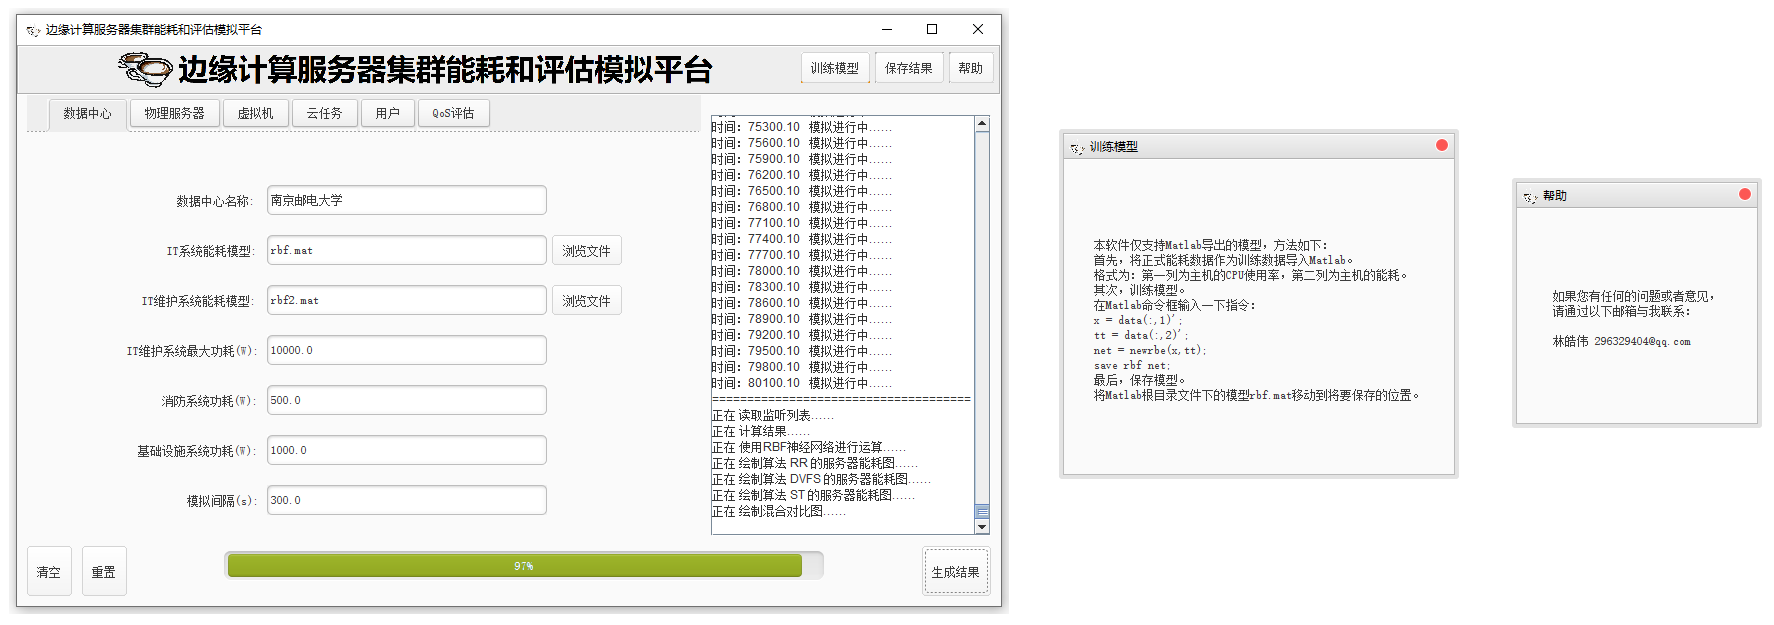 边缘计算服务器集群能耗和评估模拟平台
边缘计算服务器集群能耗和评估模拟平台
训练模型 保存结果 帮助
数据中心 物理服务器 虚拟机 云任务 用户 QoS评估
数据中心名称: 南京邮电大学
IT系统能耗模型: rbf.mat 浏览文件
IT维护系统能耗模型: rbf2.mat 浏览文件
IT维护系统最大功耗(W): 10000.0
消防系统功耗(W): 500.0
基础设施系统功耗(W): 1000.0
模拟间隔(s): 300.0
时间：75300.10 模拟进行中......
时间：75600.10 模拟进行中......
时间：75900.10 模拟进行中......
时间：76200.10 模拟进行中......
时间：76500.10 模拟进行中......
时间：76800.10 模拟进行中......
时间：77100.10 模拟进行中......
时间：77400.10 模拟进行中......
时间：77700.10 模拟进行中......
时间：78000.10 模拟进行中......
时间：78300.10 模拟进行中......
时间：78600.10 模拟进行中......
时间：78900.10 模拟进行中......
时间：79200.10 模拟进行中......
时间：79500.10 模拟进行中......
时间：79800.10 模拟进行中......
时间：80100.10 模拟进行中......
=====================================
正在 读取监听列表......
正在 计算结果......
正在 使用RBF神经网络进行运算......
正在 绘制算法 RR 的服务器能耗图......
正在 绘制算法 DVFS 的服务器能耗图......
正在 绘制算法 ST 的服务器能耗图......
正在 绘制混合对比图......
清空 重置 97% 生成结果
训练模型
本软件仅支持Matlab导出的模型，方法如下：
首先，将正式能耗数据作为训练数据导入Matlab。
格式为：第一列为主机的CPU使用率，第二列为主机的能耗。
其次，训练模型。
在Matlab命令框输入一下指令：
x = data(:,1)';
tt = data(:,2)';
net = newrbe(x,tt);
save rbf net;
最后，保存模型。
将Matlab根目录文件下的模型rbf.mat移动到将要保存的位置。
帮助
如果您有任何的问题或者意见，
请通过以下邮箱与我联系：
林皓伟 296329404@qq.com